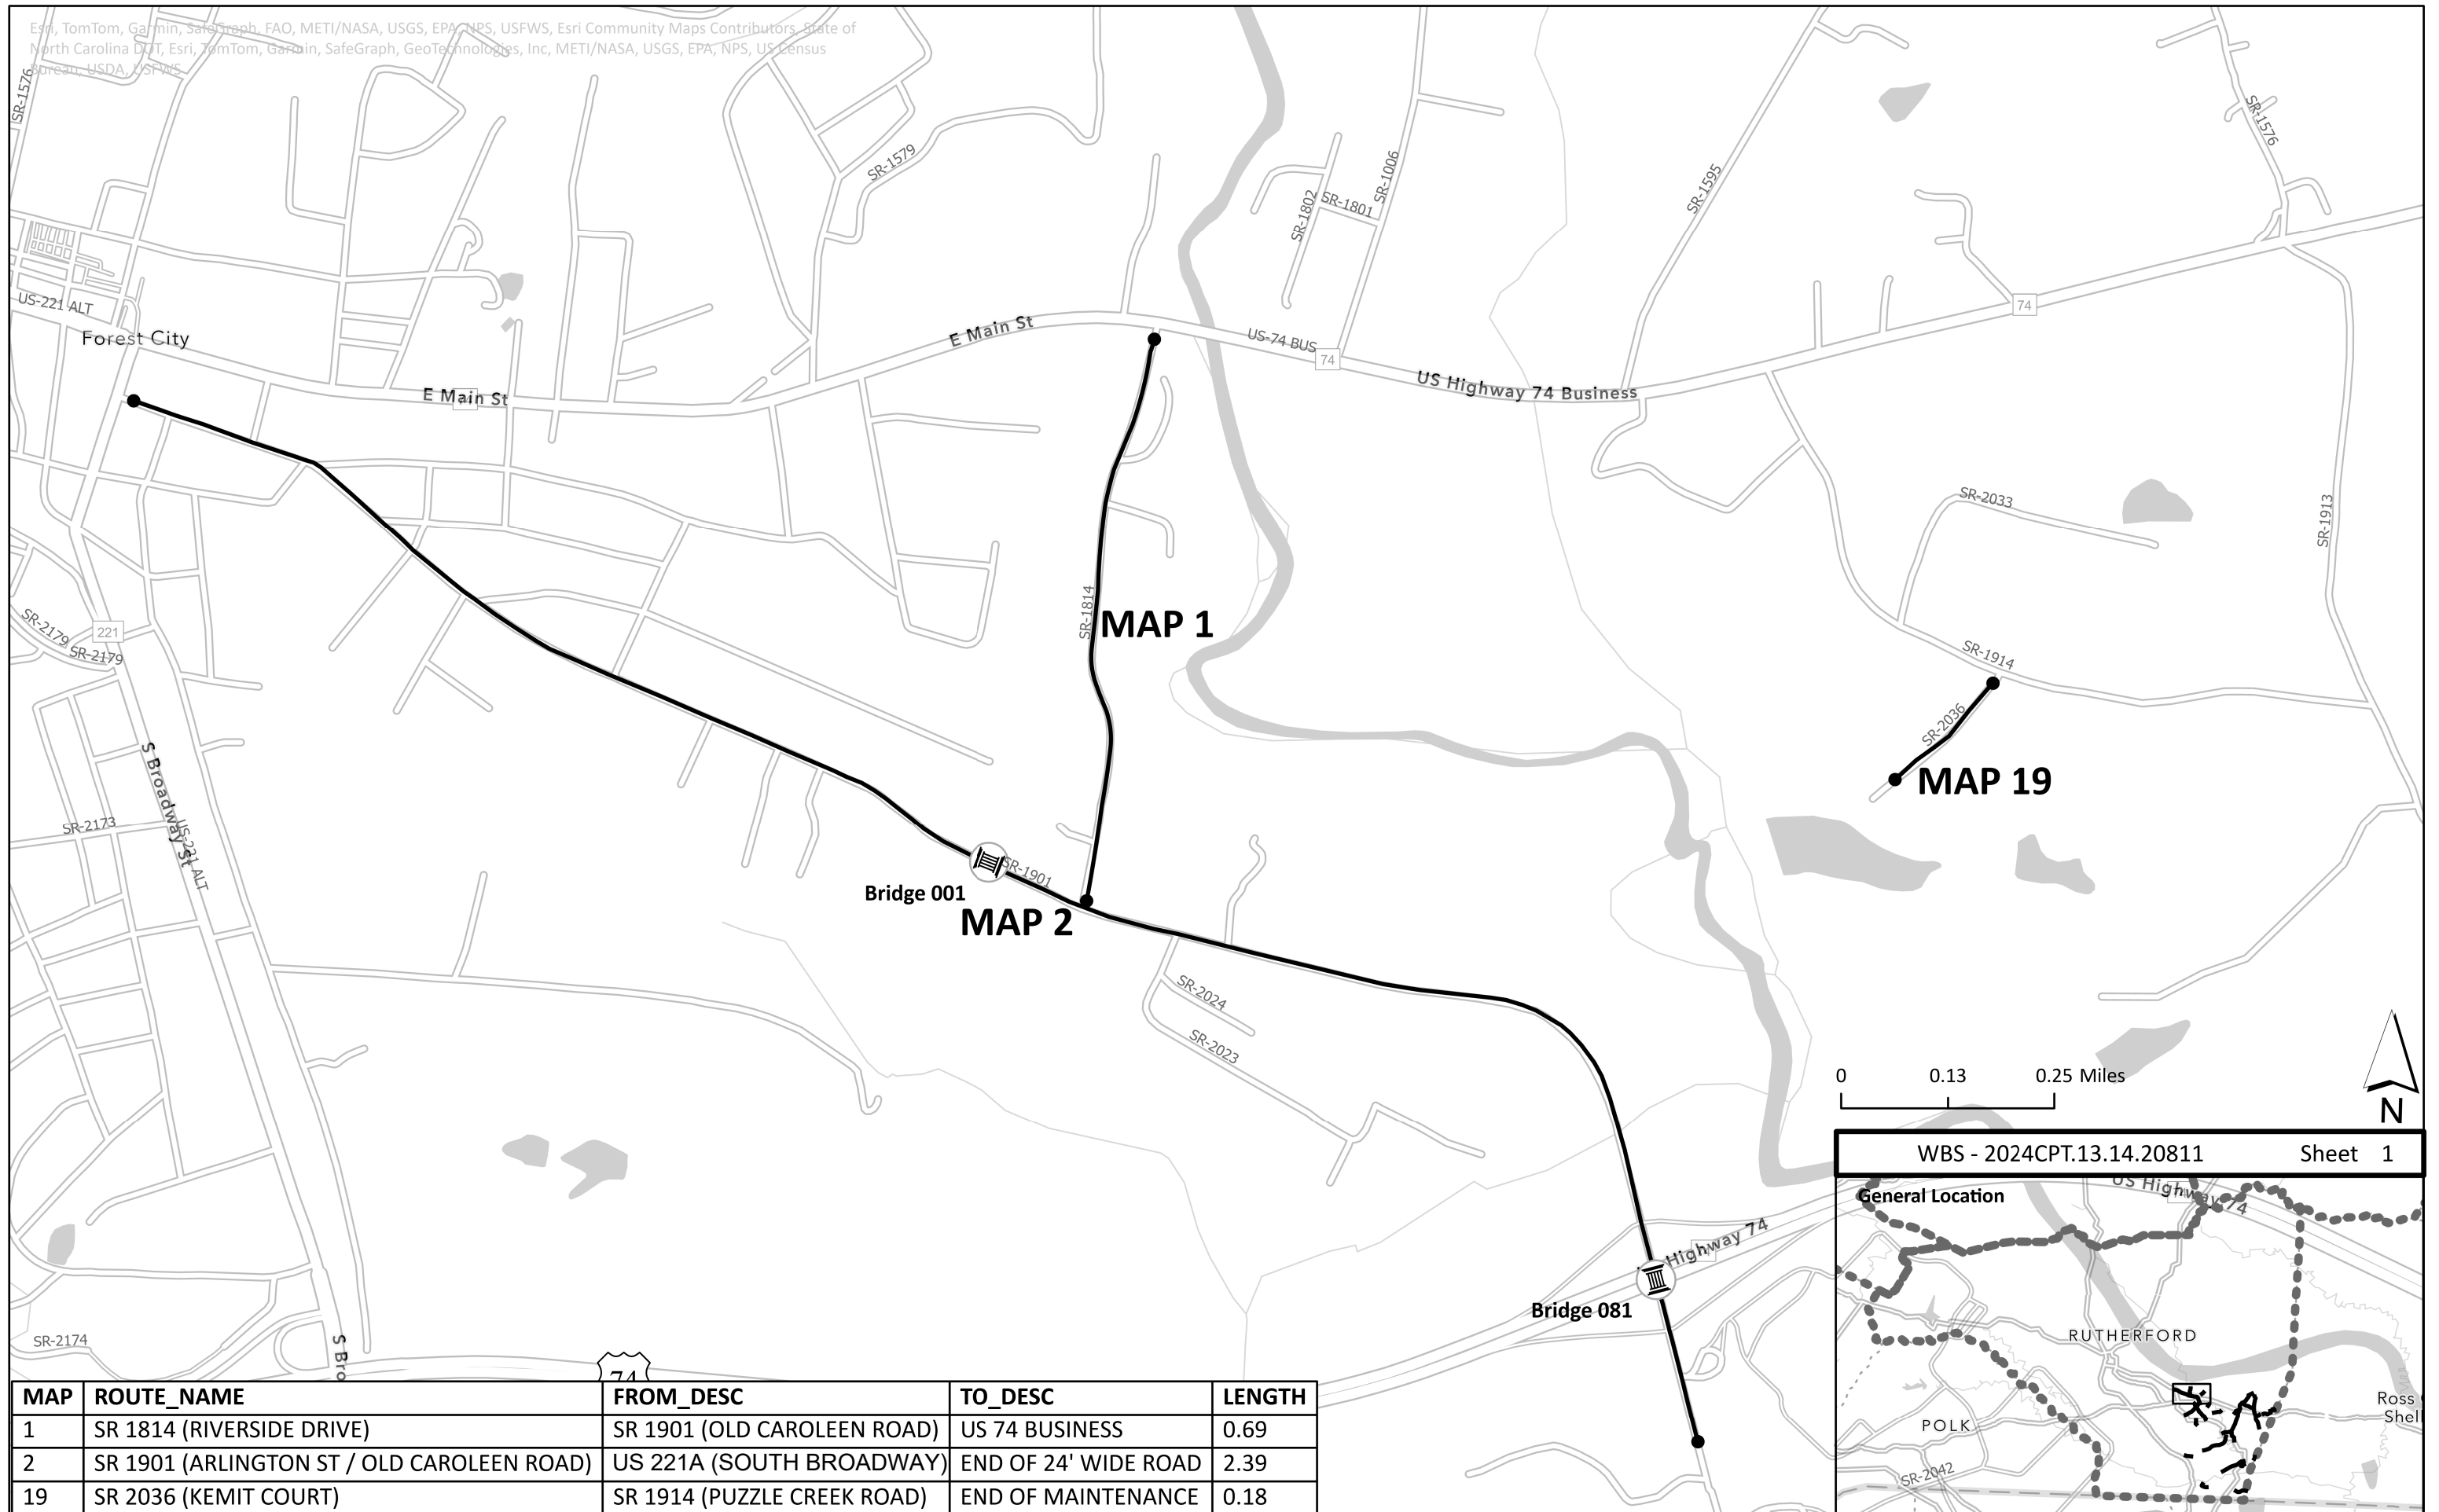 Esri, TomTom, Garmin, SafeGraph, FAO, METI/NASA, USGS, EPA, NPS, USFWS, Esri Community Maps Contributors, State of
North Carolina DOT, Esri, TomTom, Garmin, SafeGraph, GeoTechnologies, Inc, METI/NASA, USGS, EPA, NPS, US Census
Bureau, USDA, USFWS
SR-1576
SR-1579
SR-1802
SR-1801
SR-1006
SR-1595
SR-1576
US-221 ALT
Forest City
E Main St
US-74 BUS
74
74
E Main St
US Highway 74 Business
SR-2033
SR-1913
SR-1814
MAP 1
SR-2179
221
SR-2179
SR-1914
SR-2036
MAP 19
S Broadway St
US-221 ALT
SR-2173
SR-1901
Bridge 001
MAP 2
SR-2024
SR-2023
0 0.13 0.25 Miles
N
WBS - 2024CPT.13.14.20811 Sheet 1
General Location
US Highway 74
Highway 74
Bridge 081
RUTHERFORD
POLK
Ross
Shell
SR-2042
SR-2174
S Bro
74
MAP ROUTE_NAME FROM_DESC TO_DESC LENGTH
1 SR 1814 (RIVERSIDE DRIVE) SR 1901 (OLD CAROLEEN ROAD) US 74 BUSINESS 0.69
2 SR 1901 (ARLINGTON ST / OLD CAROLEEN ROAD) US 221A (SOUTH BROADWAY) END OF 24' WIDE ROAD 2.39
19 SR 2036 (KEMIT COURT) SR 1914 (PUZZLE CREEK ROAD) END OF MAINTENANCE 0.18